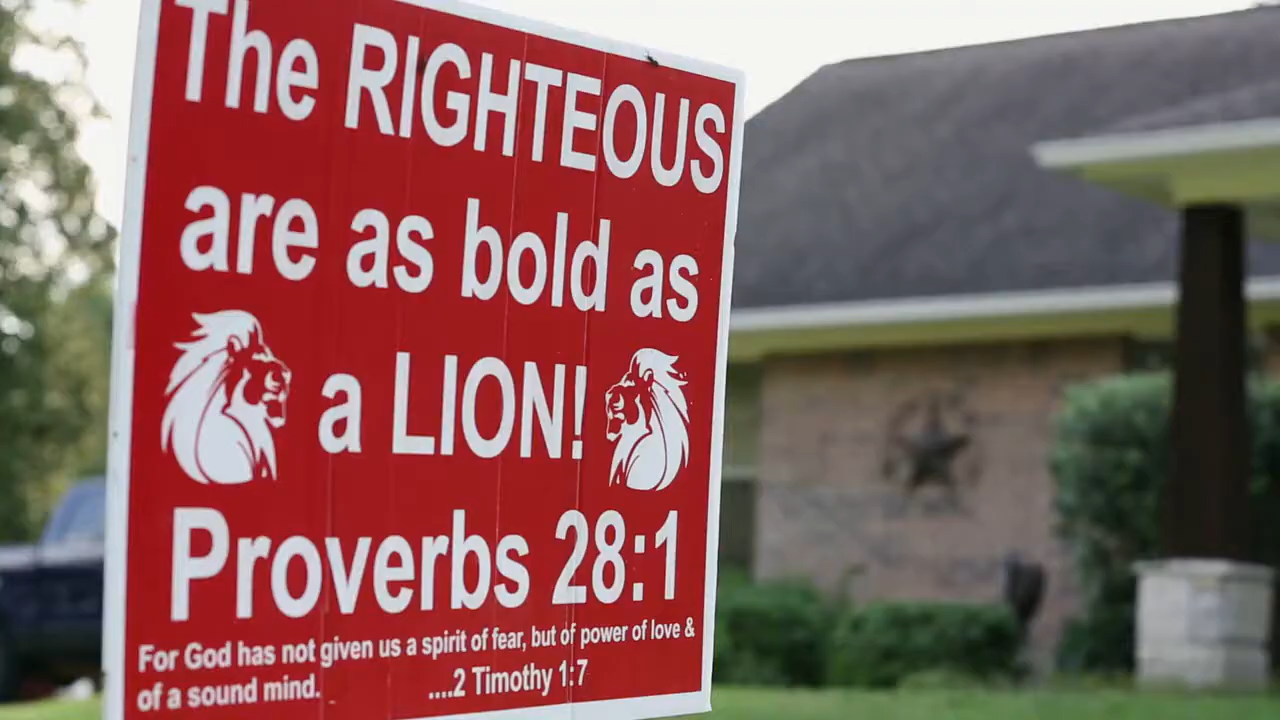 The RIGHTEOUS
are as bold as
a LION!
Proverbs 28:1
For God has not given us a spirit of fear, but of power of love &
of a sound mind. ....2 Timothy 1:7